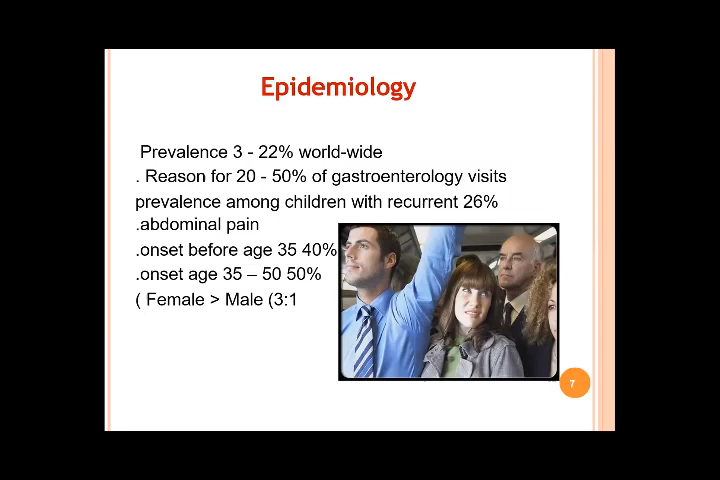 Epidemiology
Prevalence 3 - 22% world-wide
. Reason for 20 - 50% of gastroenterology visits
prevalence among children with recurrent 26%
.abdominal pain
.onset before age 35 40%
.onset age 35 – 50 50%
( Female > Male (3:1
7